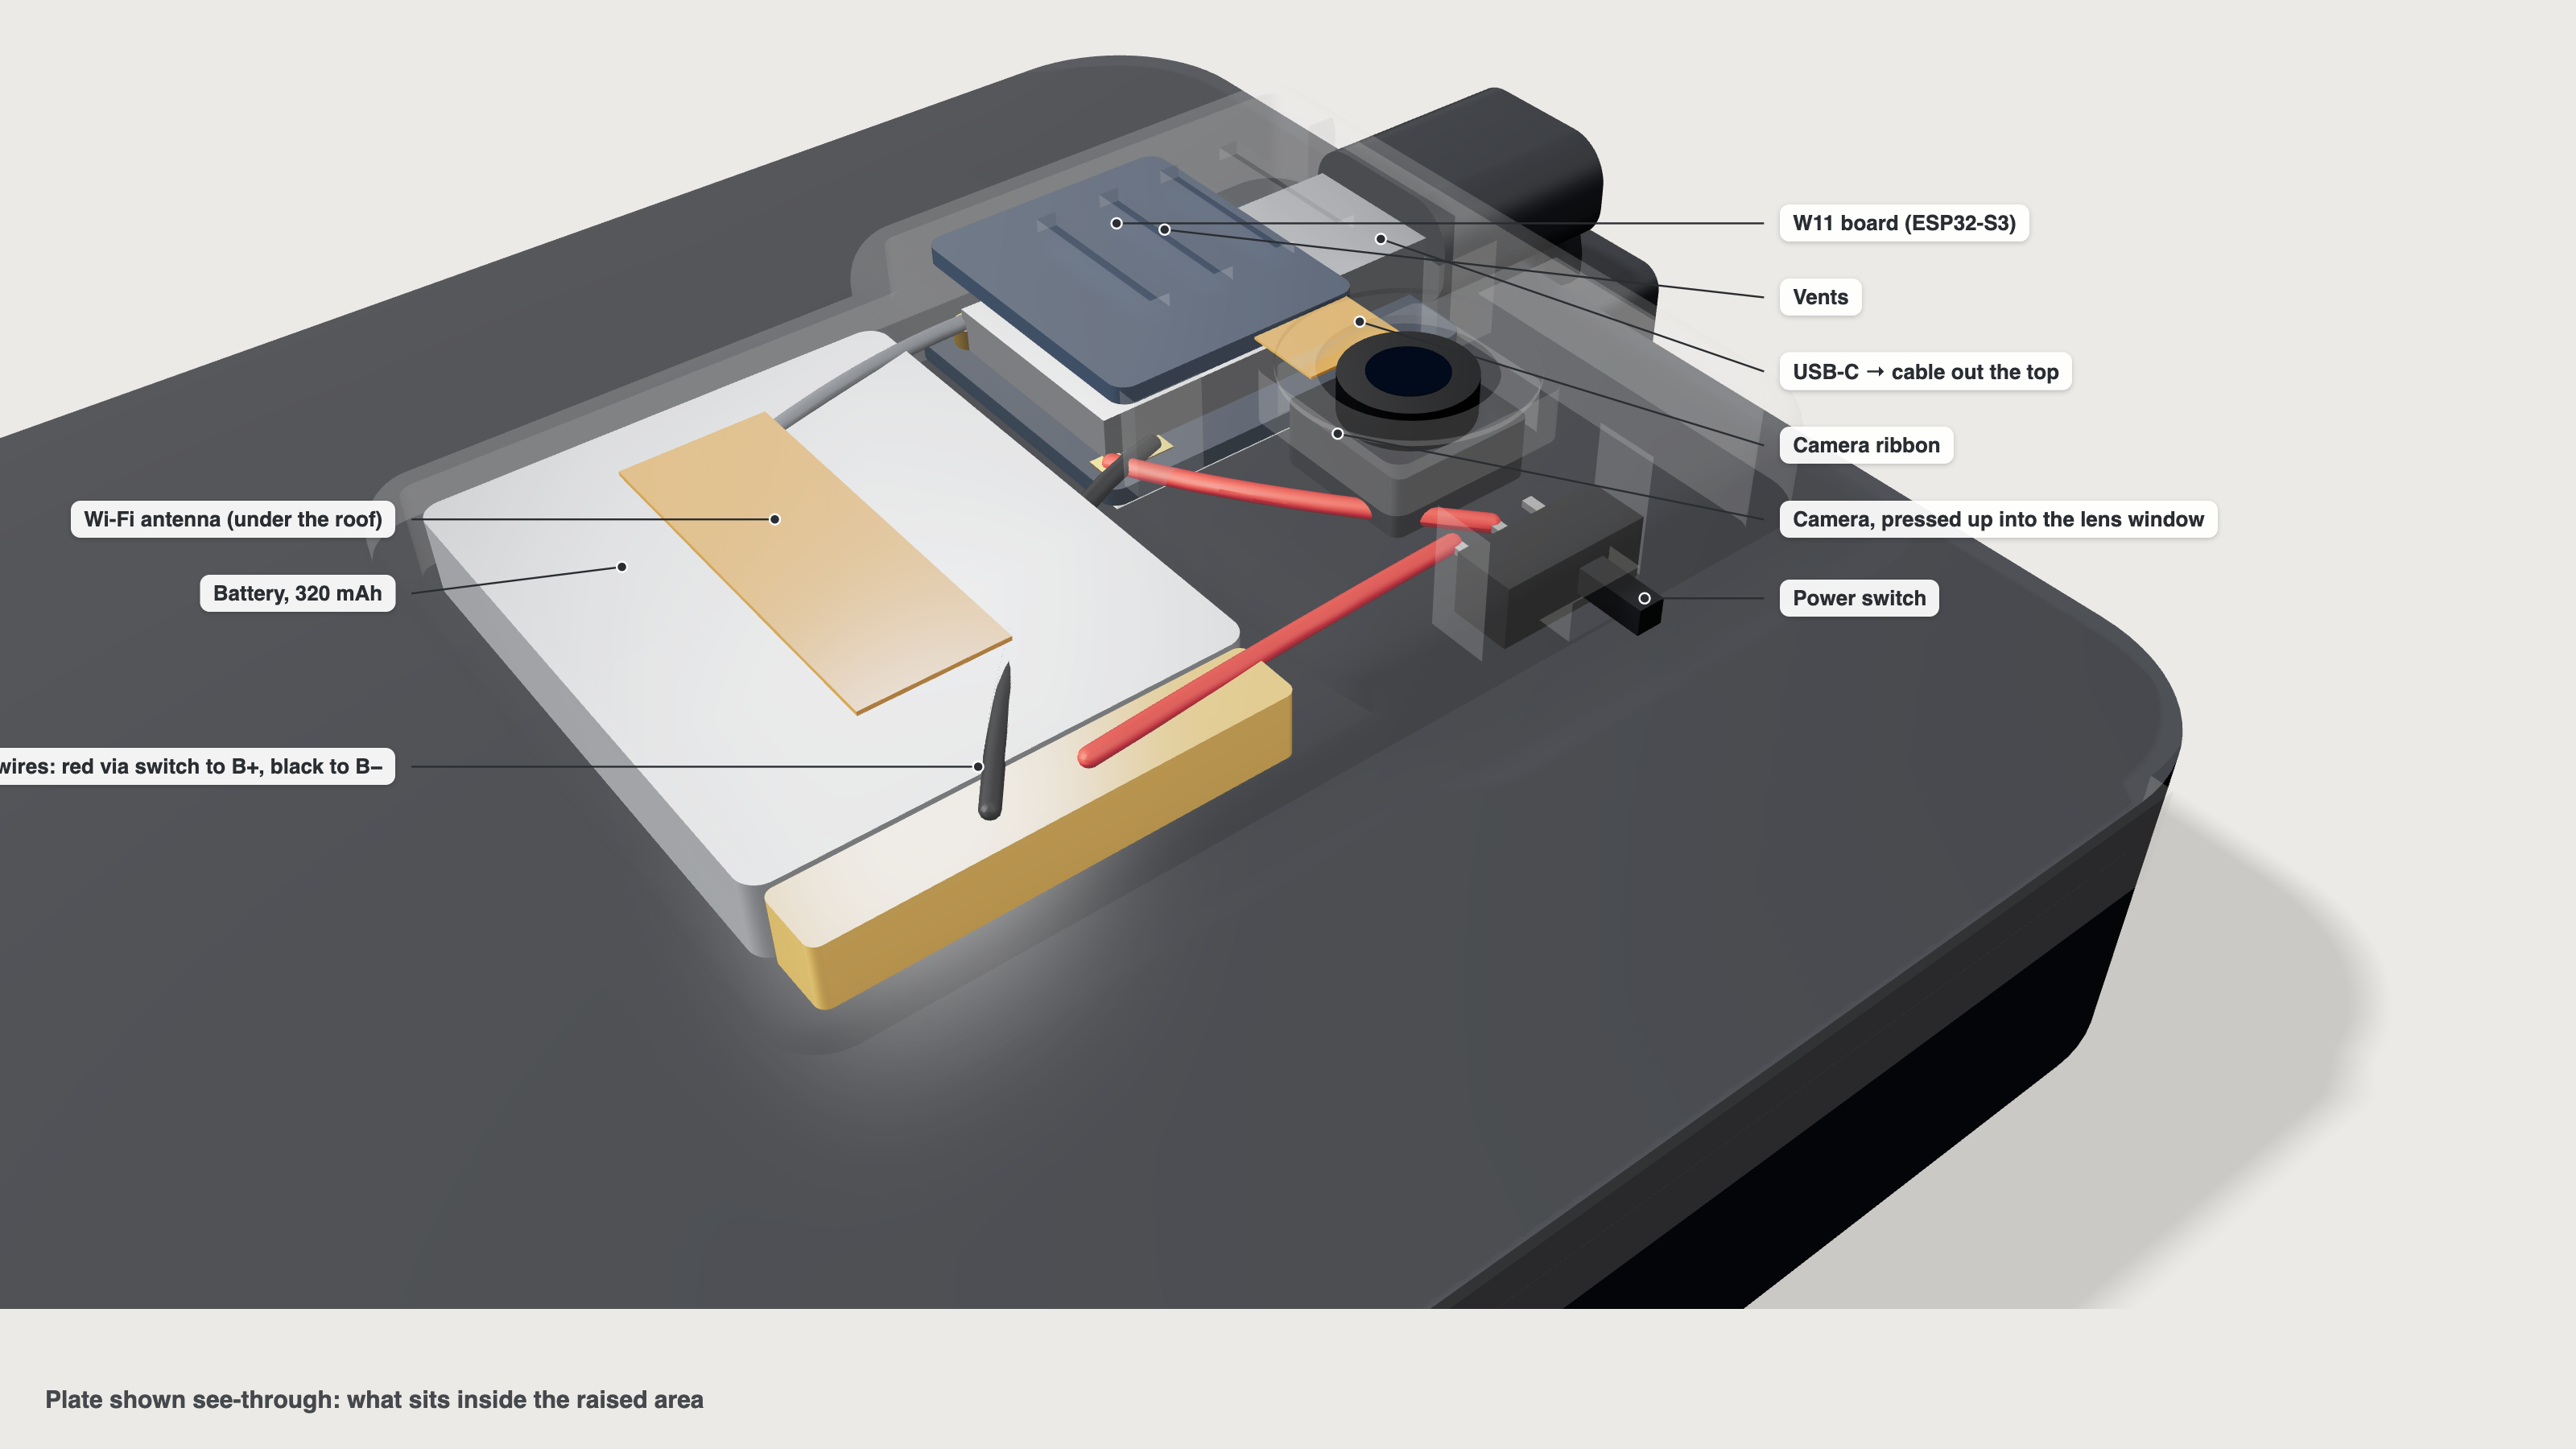 W11 board (ESP32-S3)
Vents
USB-C → cable out the top
Camera ribbon
Wi-Fi antenna (under the roof)
Camera, pressed up into the lens window
Battery, 320 mAh
Power switch
wires: red via switch to B+, black to B–
Plate shown see-through: what sits inside the raised area